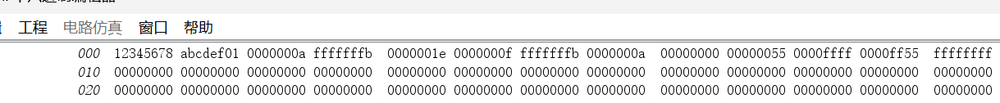 工程 电路仿真 窗口 帮助
000 12345678 abcdef01 0000000a fffffffb 0000001e 0000000f fffffffb 0000000a 00000000 00000055 0000ffff 0000ff55 ffffffff
010 00000000 00000000 00000000 00000000 00000000 00000000 00000000 00000000 00000000 00000000 00000000 00000000 00000000
020 00000000 00000000 00000000 00000000 00000000 00000000 00000000 00000000 00000000 00000000 00000000 00000000 00000000